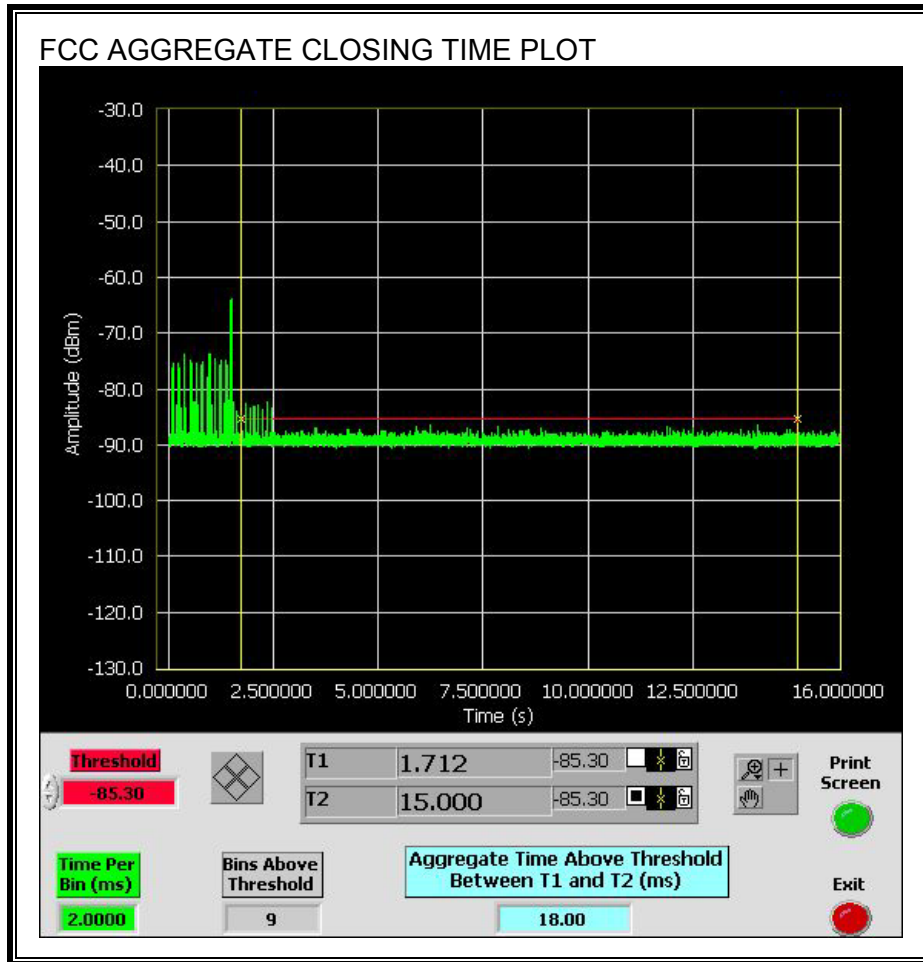 FCC AGGREGATE CLOSING TIME PLOT
-30.0
-40.0
-50.0
-60.0
-70.0
-80.0
-90.0
-100.0
-110.0
-120.0
-130.0
Amplitude (dBm)
0.000000 2.500000 5.000000 7.500000 10.000000 12.500000 16.000000
Time (s)
Threshold
-85.30
T1 1.712 -85.30
T2 15.000 -85.30
Print
Screen
Time Per
Bin (ms)
2.0000
Bins Above
Threshold
9
Aggregate Time Above Threshold
Between T1 and T2 (ms)
18.00
Exit